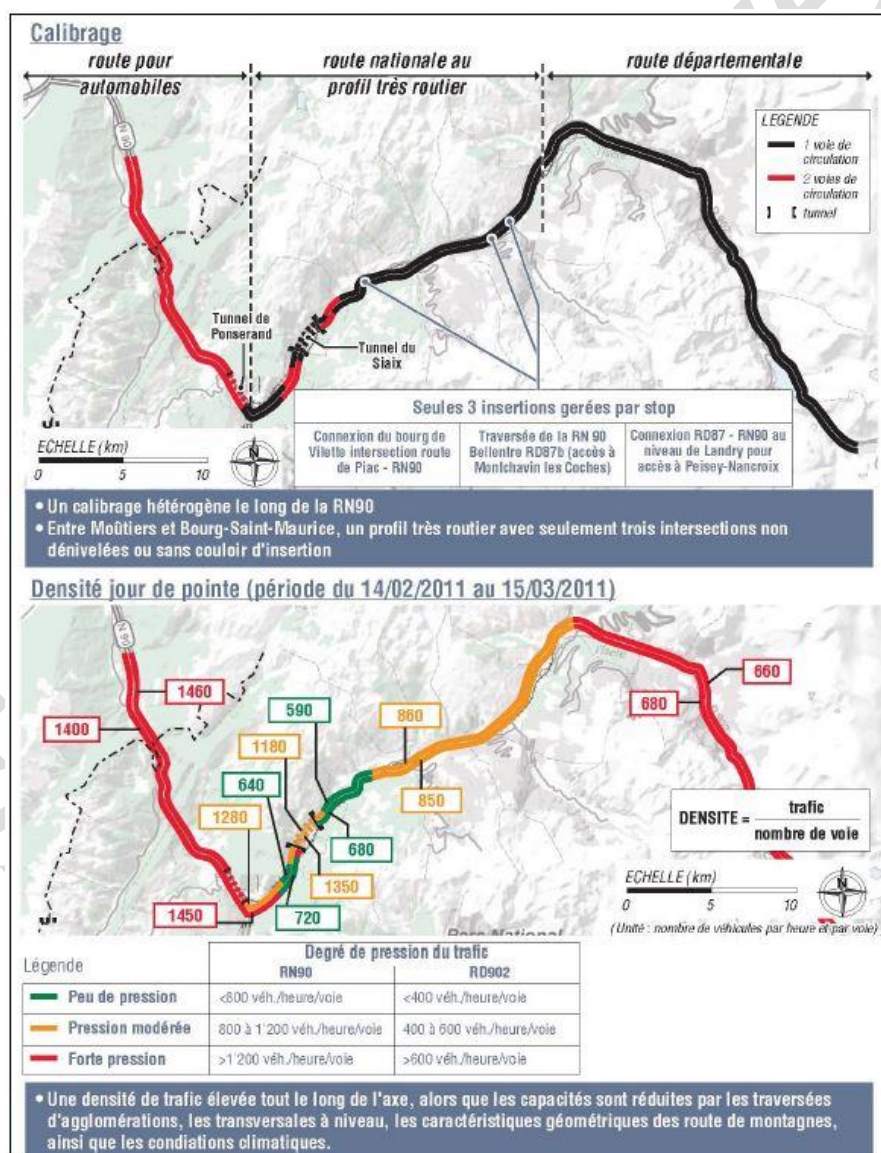 Calibrage
route pour
automobiles
route nationale au
profil très routier
route départementale
N 90
LEGENDE
1 voie de
circulation
2 voies de
circulation
tunnel
Isère
Tunnel de
Ponserand
Tunnel du
Siaix
Seules 3 insertions gerées par stop
Connexion du bourg de
Vilette intersection route
de Piac - RN90
Traversée de la RN 90
Bellentre RD87b (accès à
Montchavin les Coches)
Connexion RD87 - RN90 au
niveau de Landry pour
accès à Peisey-Nancroix
ECHELLE (km)
0 5 10
N
• Un calibrage hétérogène le long de la RN90
• Entre Moûtiers et Bourg-Saint-Maurice, un profil très routier avec seulement trois intersections non
dénivelées ou sans couloir d'insertion
Densité jour de pointe (période du 14/02/2011 au 15/03/2011)
N 90
Isère
1460
1400
590
1180
640
1280
860
850
660
680
680
1350
720
1450
DENSITE = trafic
nombre de voie
ECHELLE (km)
0 5 10
N
(Unité : nombre de véhicules par heure et par voie)
Parc National
Légende
Degré de pression du trafic
RN90 RD902
Peu de pression <800 véh./heure/voie <400 véh./heure/voie
Pression modérée 800 à 1'200 véh./heure/voie 400 à 600 véh./heure/voie
Forte pression >1'200 véh./heure/voie >600 véh./heure/voie
• Une densité de trafic élevée tout le long de l'axe, alors que les capacités sont réduites par les traversées
d'agglomérations, les transversales à niveau, les caractéristiques géométriques des route de montagnes,
ainsi que les condiations climatiques.